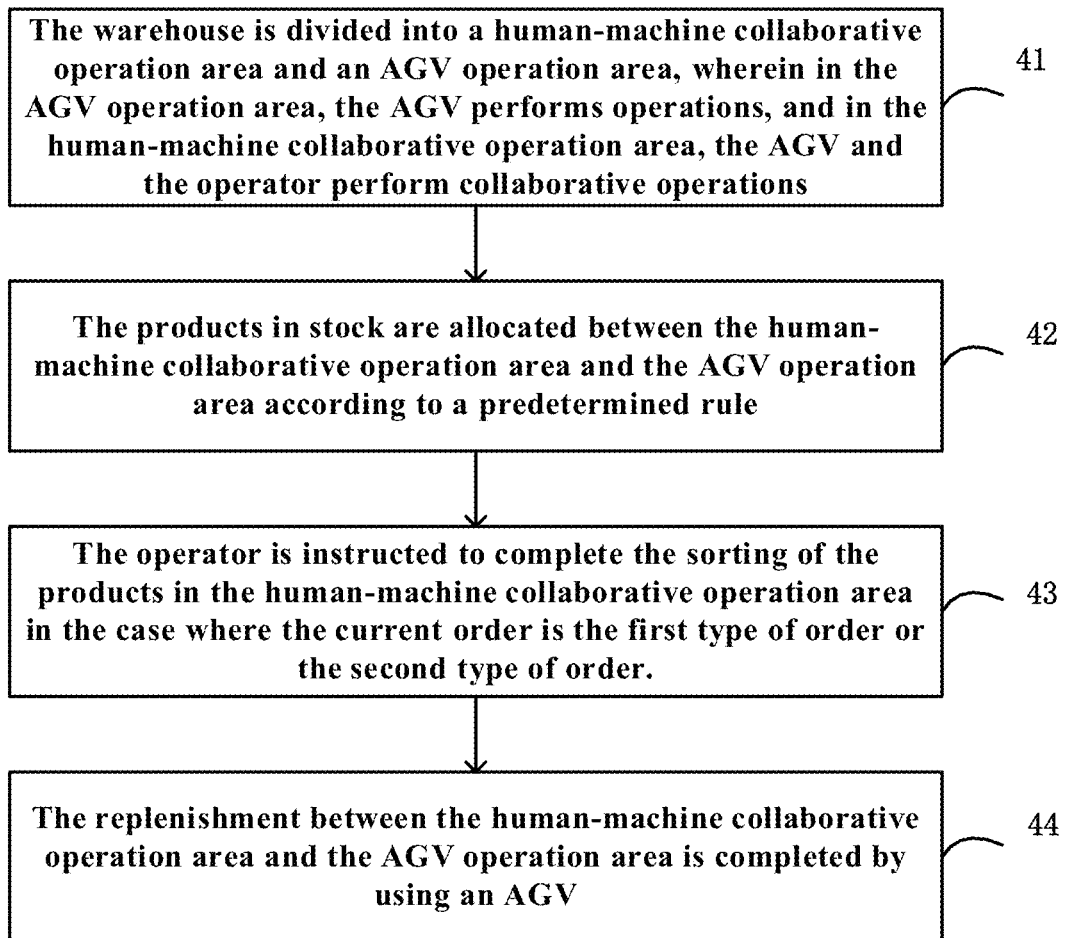 The warehouse is divided into a human-machine collaborative
operation area and an AGV operation area, wherein in the
AGV operation area, the AGV performs operations, and in the
human-machine collaborative operation area, the AGV and
the operator perform collaborative operations
41
The products in stock are allocated between the human-
machine collaborative operation area and the AGV operation
area according to a predetermined rule
42
The operator is instructed to complete the sorting of the
products in the human-machine collaborative operation area
in the case where the current order is the first type of order or
the second type of order.
43
The replenishment between the human-machine collaborative
operation area and the AGV operation area is completed by
using an AGV
44